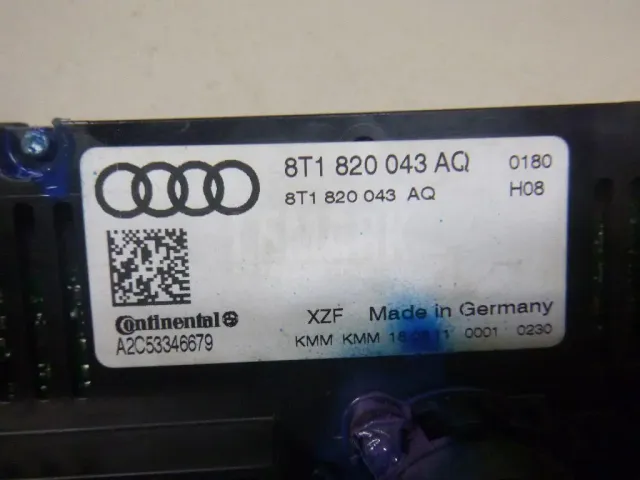 8T1 820 043 AQ 0180
8T1 820 043 AQ H08
Continental
XZF Made in Germany
A2C53346679
KMM KMM 0001 0230